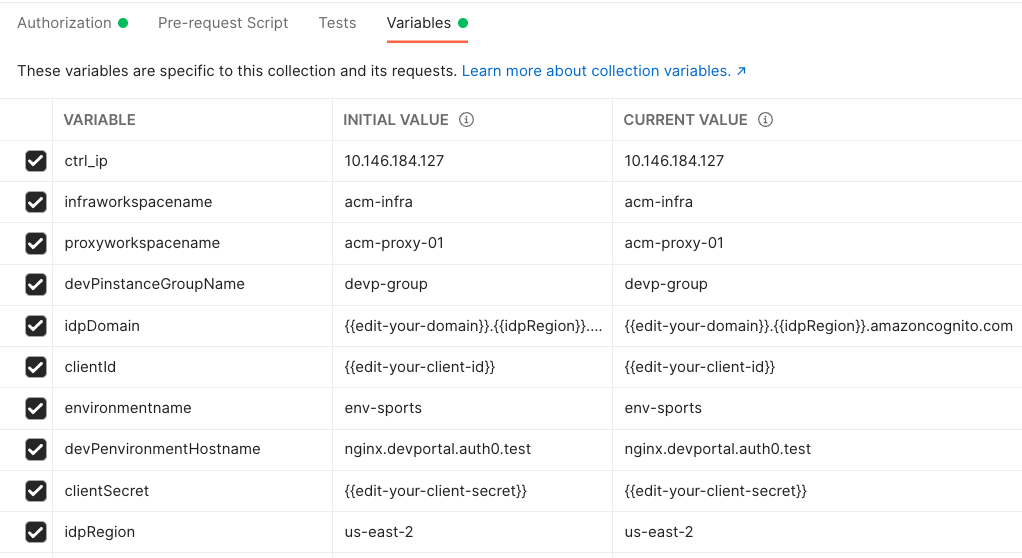 Authorization Pre-request Script Tests Variables
These variables are specific to this collection and its requests. Learn more about collection variables. ↗
VARIABLE INITIAL VALUE CURRENT VALUE
ctrl_ip 10.146.184.127 10.146.184.127
infraworkspacename acm-infra acm-infra
proxyworkspacename acm-proxy-01 acm-proxy-01
devPinstanceGroupName devp-group devp-group
idpDomain {{edit-your-domain}}.{{idpRegion}}.... {{edit-your-domain}}.{{idpRegion}}.amazoncognito.com
clientId {{edit-your-client-id}} {{edit-your-client-id}}
environmentname env-sports env-sports
devPenvironmentHostname nginx.devportal.auth0.test nginx.devportal.auth0.test
clientSecret {{edit-your-client-secret}} {{edit-your-client-secret}}
idpRegion us-east-2 us-east-2